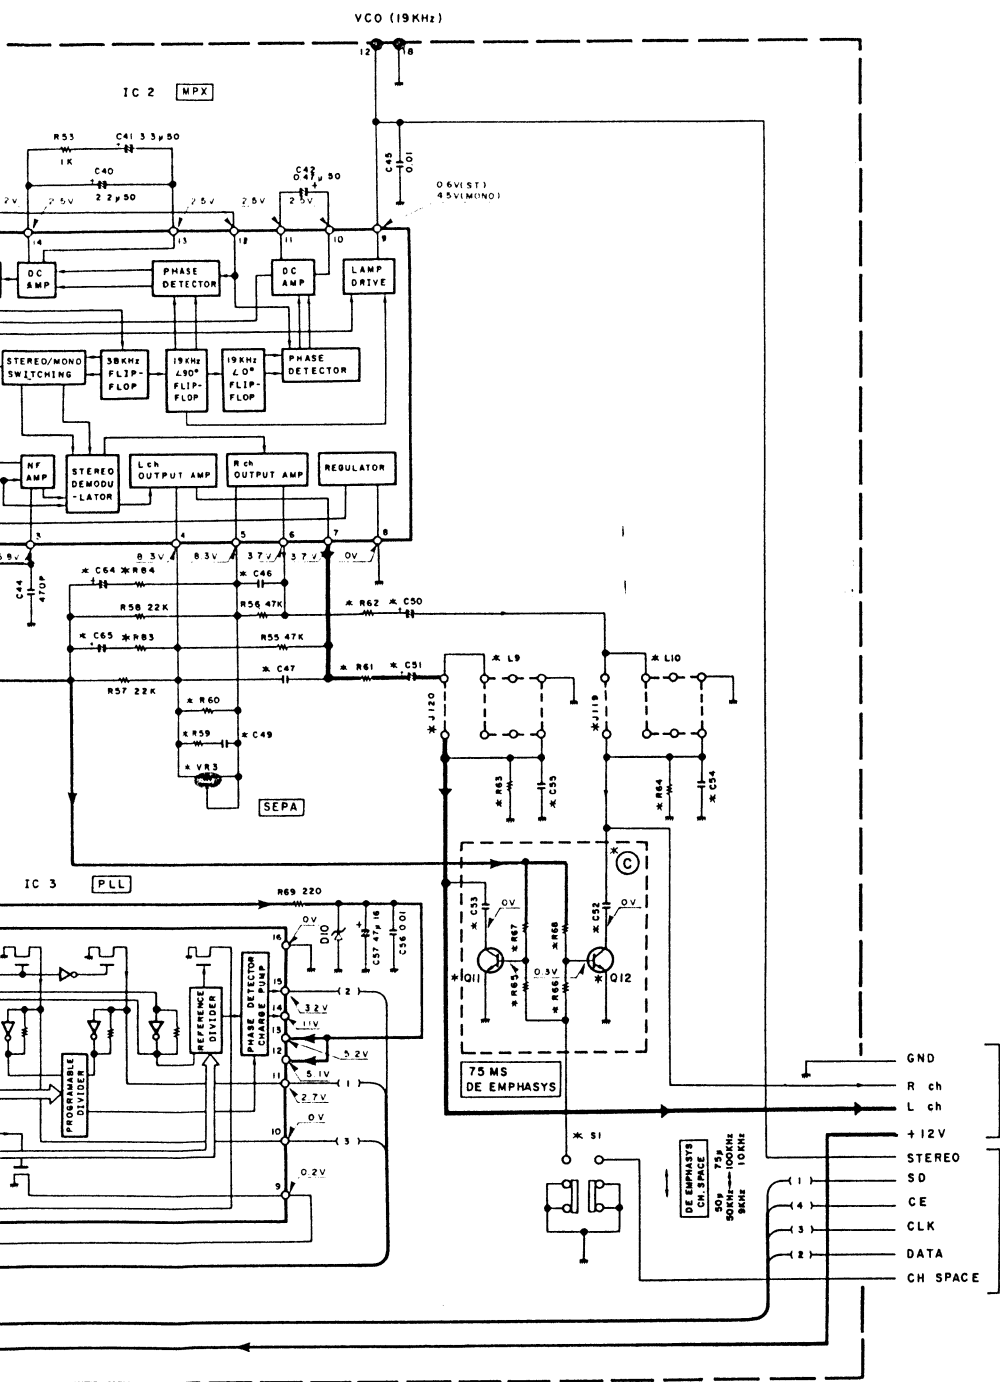 VCO (19KHz)
12
18
IC 2 MPX
R53
1K
C41 3.3µ50
C40
2.2µ50
C42
0.47µ50
C45
0.01
0.6V(ST)
4.5V(MONO)
2V
2.5V
2.5V
2.5V
2.5V
14
13
12
11
10
9
DC
AMP
PHASE
DETECTOR
DC
AMP
LAMP
DRIVE
STEREO/MONO
SWITCHING
38KHz
FLIP-
FLOP
19KHz
∠90°
FLIP-
FLOP
19KHz
∠0°
FLIP-
FLOP
PHASE
DETECTOR
NF
AMP
STEREO
DEMODU
-LATOR
L ch
OUTPUT AMP
R ch
OUTPUT AMP
REGULATOR
3
4
5
6
7
8
8.3V
8.3V
3.7V
3.7V
0V
C44
470P
* C64 *R84
* C46
R58 22K
R56 47K
* R62
* C50
* C65 *R83
R55 47K
R57 22K
* C47
* R61
* C51
* L9
* L10
*J120
*J119
* R60
* R59
* C49
* VR3
SEPA
* R63
* C55
* R64
* C54
IC 3 PLL
R69 220
D10
C57 47µ16
C56 0.01
* C
* C53
0V
* R67
* R68
* C52
0V
*Q11
* R65
0.3V
* R66
* Q12
75 MS
DE EMPHASYS
16
0V
15
3.2V
14
1.1V
13
5.2V
12
5.1V
11
2.7V
10
0V
9
0.2V
(2)
(1)
(3)
REFERENCE
DIVIDER
PHASE DETECTOR
CHARGE PUMP
PROGRAMABLE
DIVIDER
* S1
DE EMPHASYS
CH. SPACE
50µ 75µ
50KHz 100KHz
9KHz 10KHz
GND
R ch
L ch
+12V
STEREO
(1) SD
(4) CE
(3) CLK
(2) DATA
CH SPACE